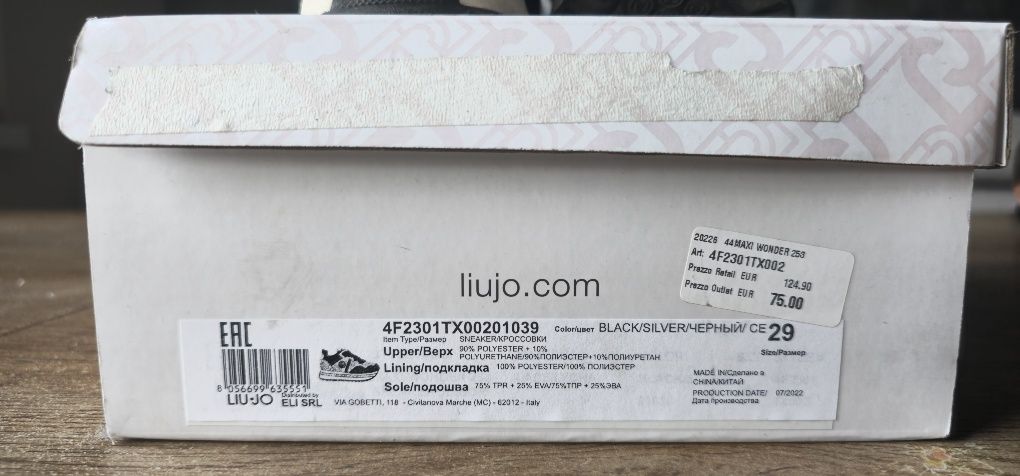 20226 44MAXI WONDER 253
Art: 4F2301TX002
Prezzo Retail EUR 124.90
Prezzo Outlet EUR 75.00
liujo.com
EAC
4F2301TX00201039 Color/цвет BLACK/SILVER/ЧЕРНЫЙ/ СЕ 29
Item Type/Размер SNEAKER/КРОССОВКИ
Size/Размер
Upper/Верх 90% POLYESTER + 10%
POLYURETHANE/90%ПОЛИЭСТЕР+10%ПОЛИУРЕТАН
Lining/подкладка 100% POLYESTER/100% ПОЛИЭСТЕР
Sole/подошва 75% TPR + 25% EVA/75%ТПР + 25%ЭВА
MADE IN/Сделано в
CHINA/КИТАЙ
PRODUCTION DATE/ 07/2022
Дата производства
8 056699 635551
LIU·JO Distributed by ELI SRL
VIA GOBETTI, 118 - Civitanova Marche (MC) - 62012 - Italy